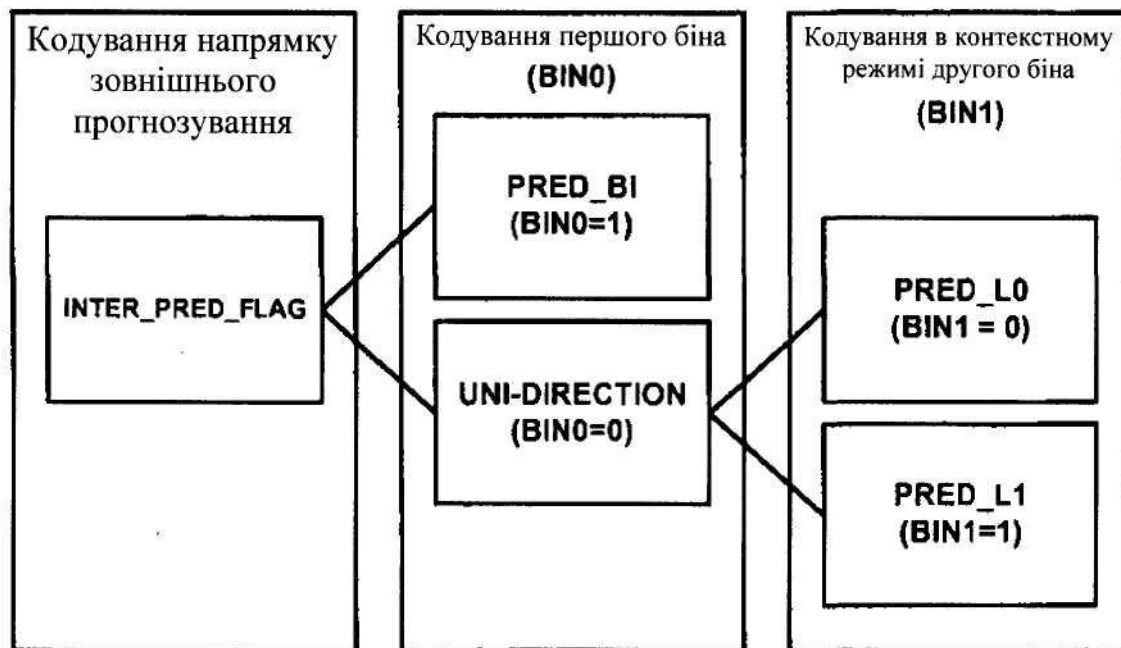 Кодування напрямку
зовнішнього
прогнозування
INTER_PRED_FLAG
Кодування першого біна
(BIN0)
PRED_BI
(BIN0=1)
UNI-DIRECTION
(BIN0=0)
Кодування в контекстному
режимі другого біна
(BIN1)
PRED_L0
(BIN1 = 0)
PRED_L1
(BIN1=1)